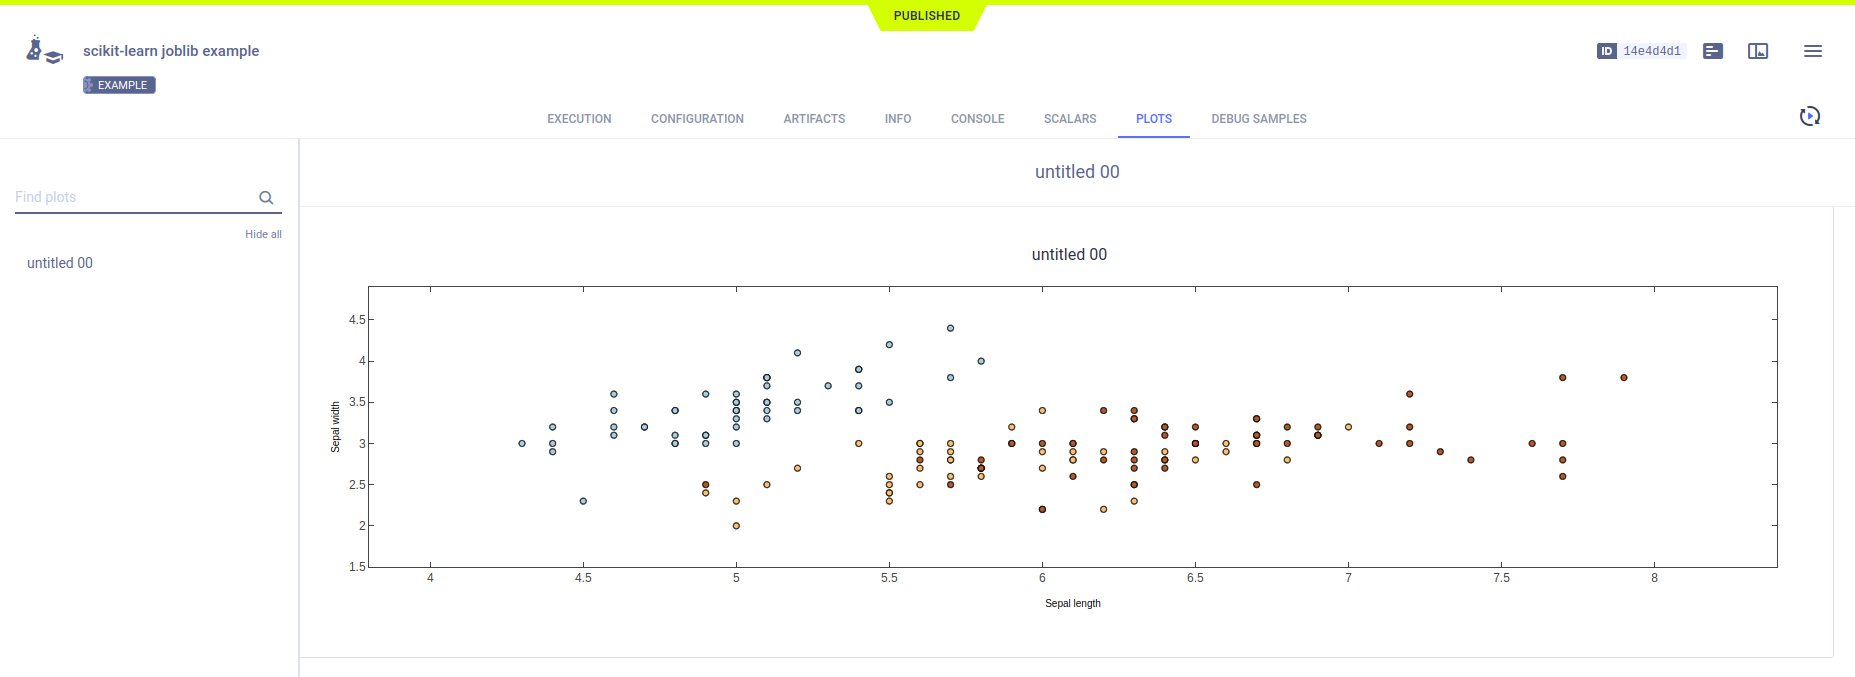 PUBLISHED
scikit-learn joblib example
ID 14e4d4d1
EXAMPLE
EXECUTION CONFIGURATION ARTIFACTS INFO CONSOLE SCALARS PLOTS DEBUG SAMPLES
untitled 00
Find plots
Hide all
untitled 00
untitled 00
4.5
4
3.5
3
2.5
2
1.5
Sepal width
4 4.5 5 5.5 6 6.5 7 7.5 8
Sepal length